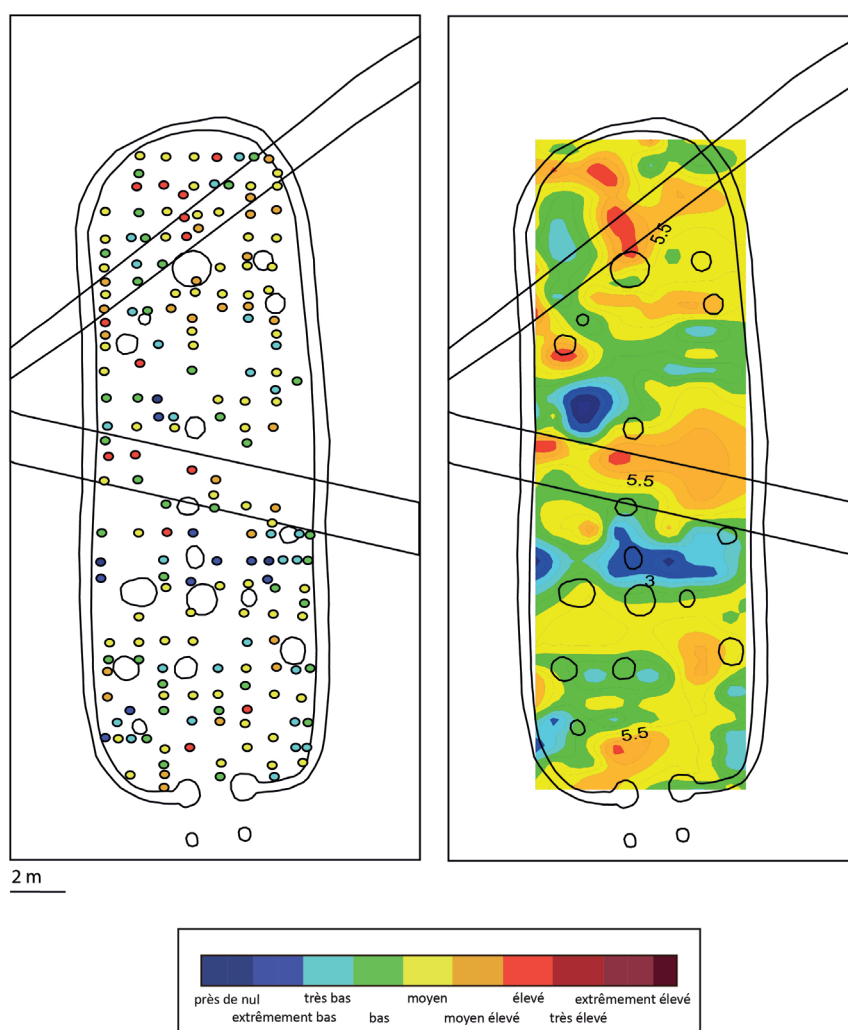 5.5
5.5
3
5.5
2 m
près de nul très bas moyen élevé extrêmement élevé
extrêmement bas bas moyen élevé très élevé